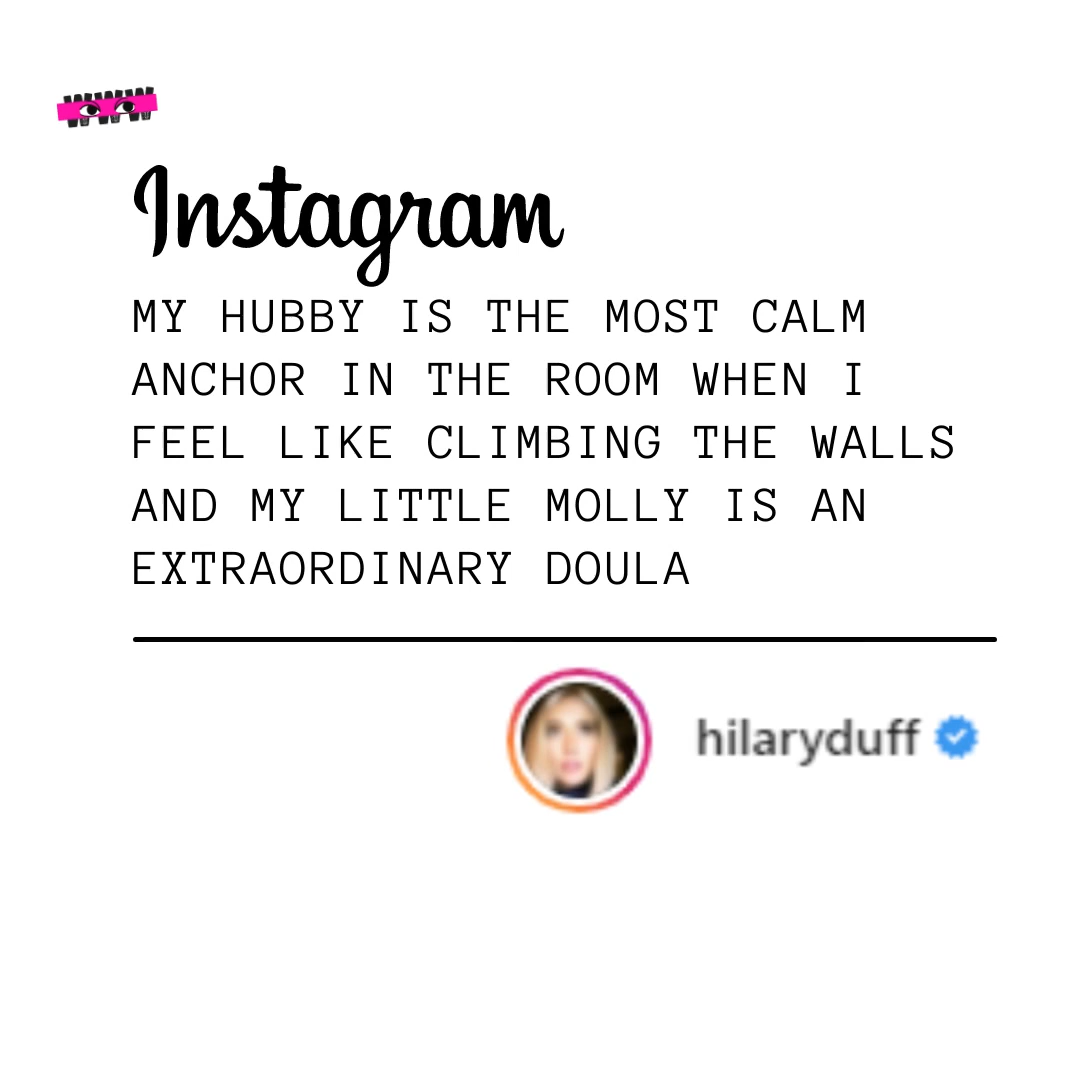 Instagram
MY HUBBY IS THE MOST CALM
ANCHOR IN THE ROOM WHEN I
FEEL LIKE CLIMBING THE WALLS
AND MY LITTLE MOLLY IS AN
EXTRAORDINARY DOULA
hilaryduff